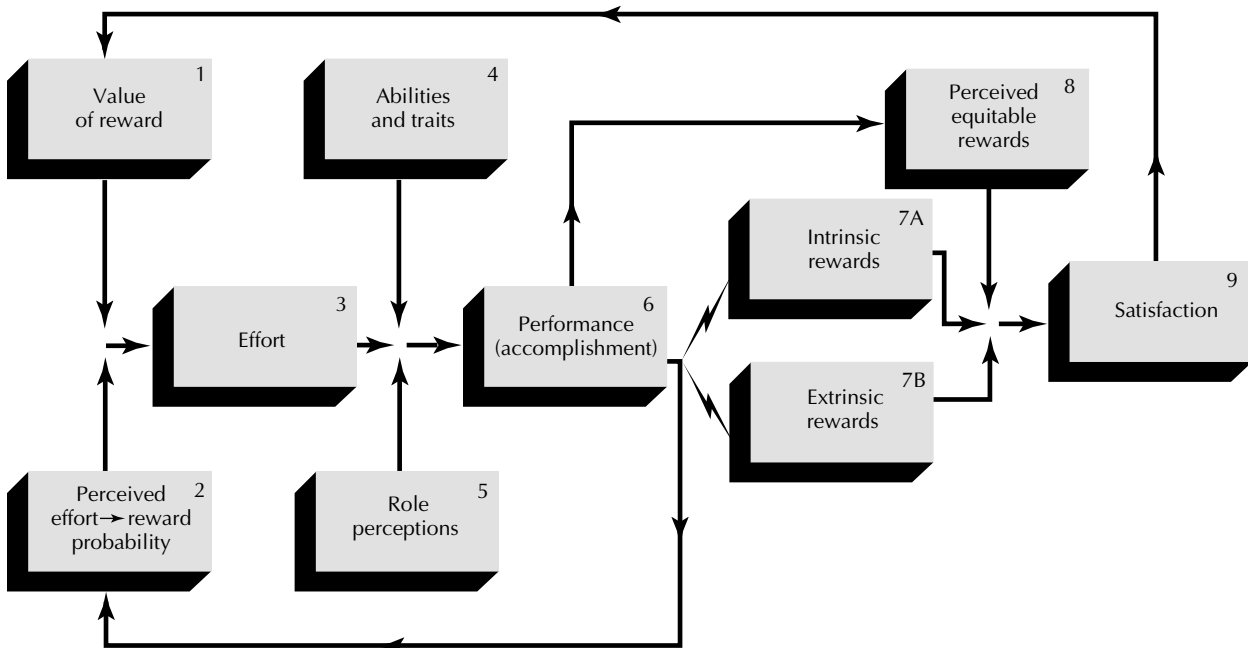 1
Value
of reward
4
Abilities
and traits
8
Perceived
equitable
rewards
7A
Intrinsic
rewards
3
Effort
6
Performance
(accomplishment)
9
Satisfaction
7B
Extrinsic
rewards
2
Perceived
effort→reward
probability
5
Role
perceptions